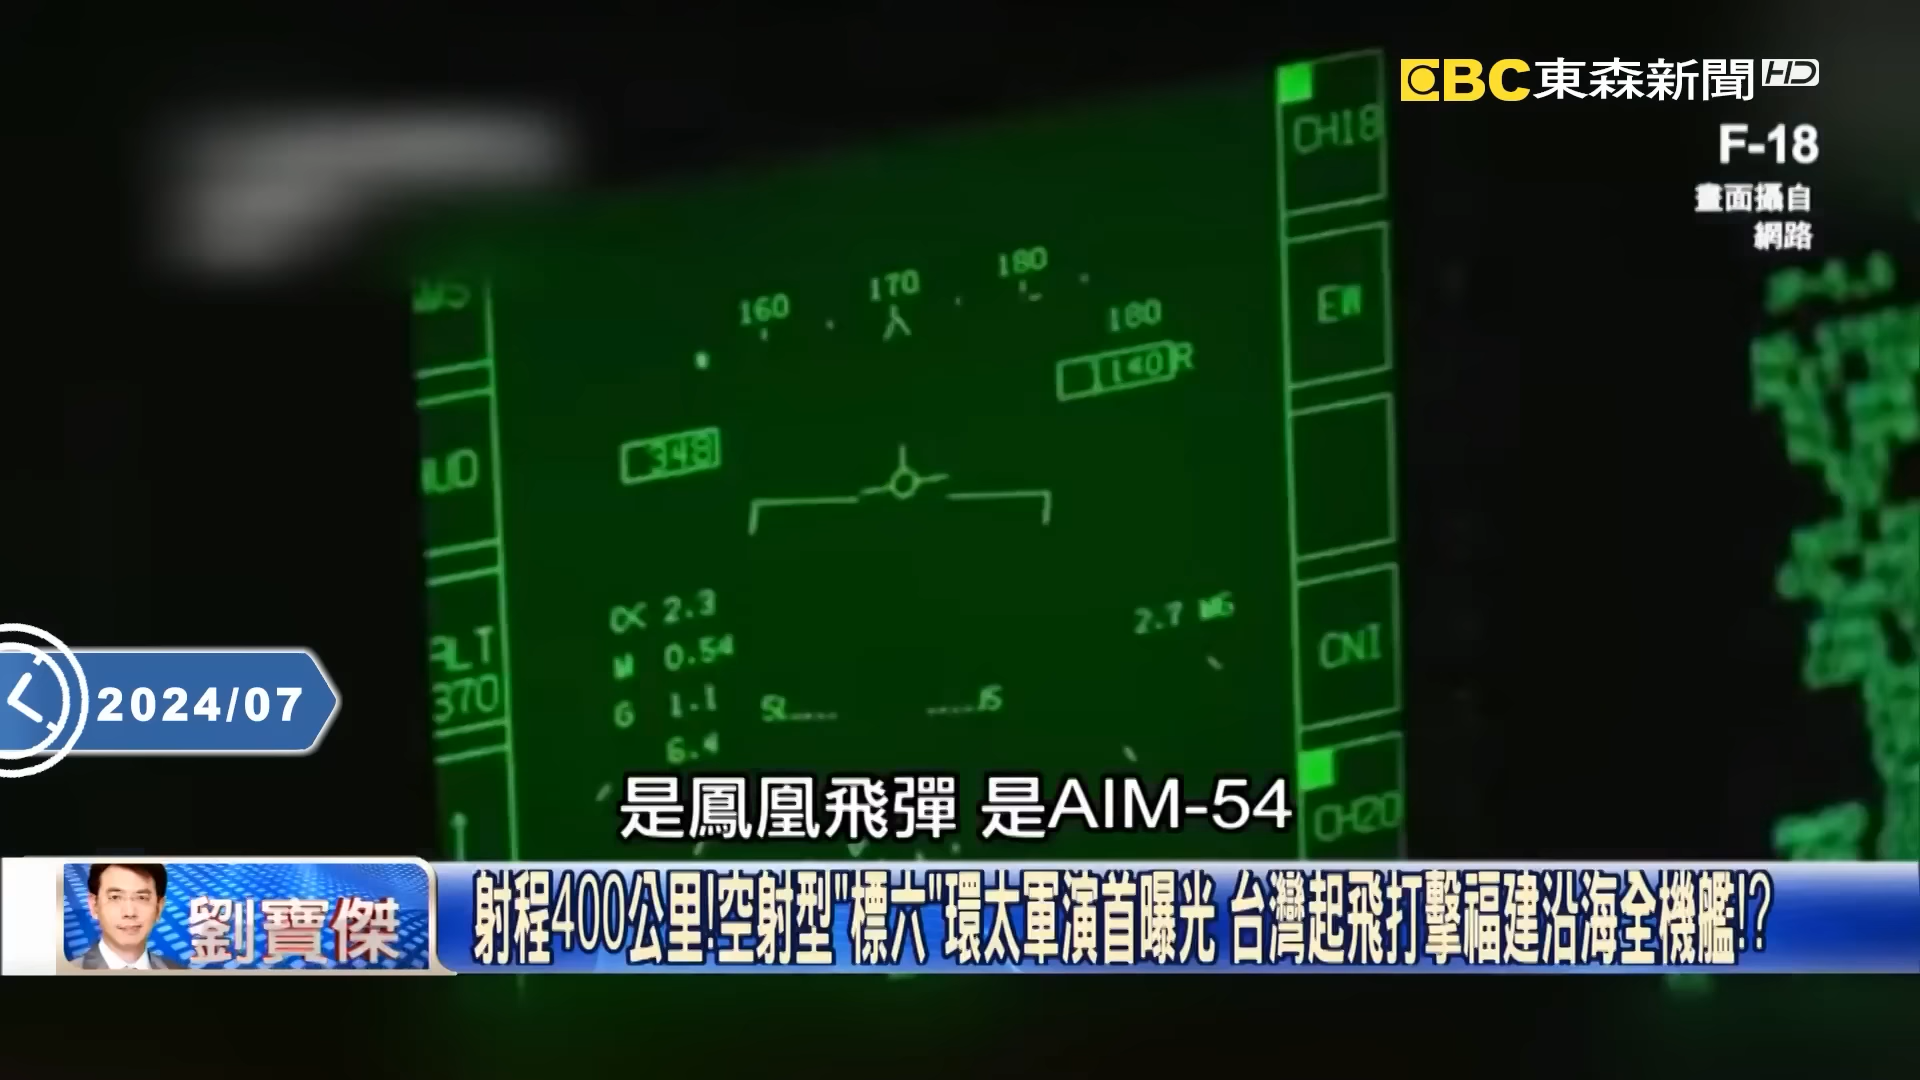 EBC東森新聞HD
F-18
畫面攝自
網路
CH18
160 170 180
180
1140R
EW
348
UD
α 2.3
2.7
M 0.54
CNI
ALT
370
G 1.1
6.4
CH20
2024/07
是鳳凰飛彈 是AIM-54
劉寶傑
射程400公里!空射型"標六"環太軍演首曝光 台灣起飛打擊福建沿海全機艦!?